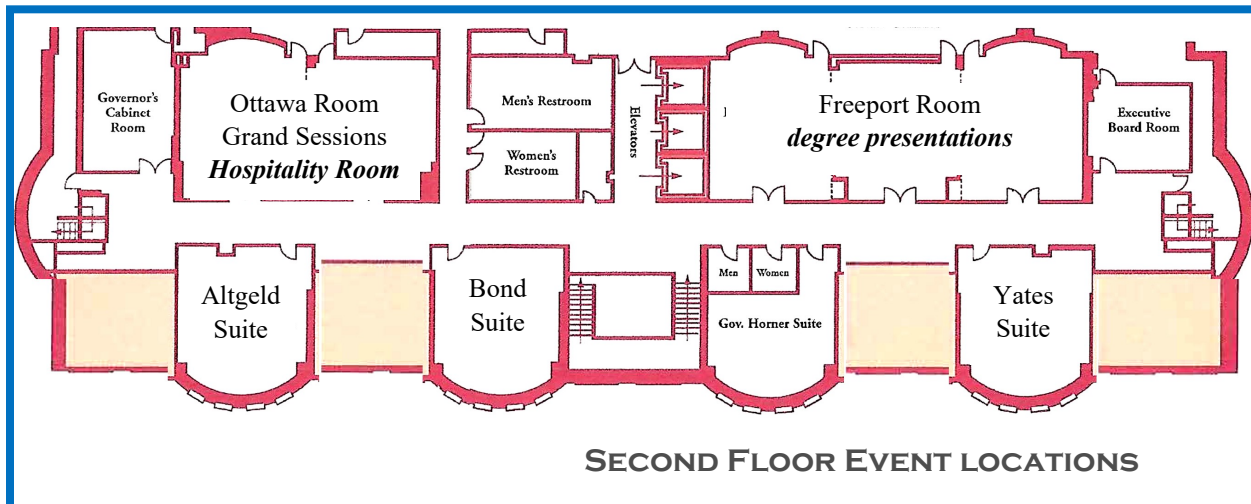 Governor's
Cabinet
Room
Ottawa Room
Grand Sessions
Hospitality Room
Men's Restroom
Women's
Restroom
Elevators
Freeport Room
degree presentations
Executive
Board Room
Altgeld
Suite
Bond
Suite
Men
Women
Gov. Horner Suite
Yates
Suite
SECOND FLOOR EVENT LOCATIONS